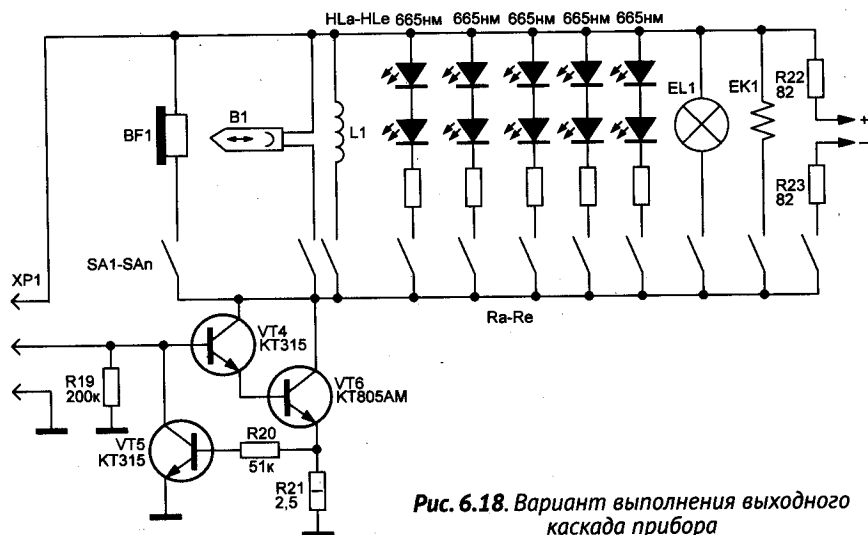 HLa-HLe 665нм 665нм 665нм 665нм 665нм
R22
82
EL1
EK1
B1
BF1
L1
+
−
R23
82
SA1-SAn
XP1
Ra-Re
VT4
КТ315
R19
200к
VT6
КТ805АМ
VT5
КТ315
R20
51к
R21
2,5
Рис. 6.18. Вариант выполнения выходного
каскада прибора